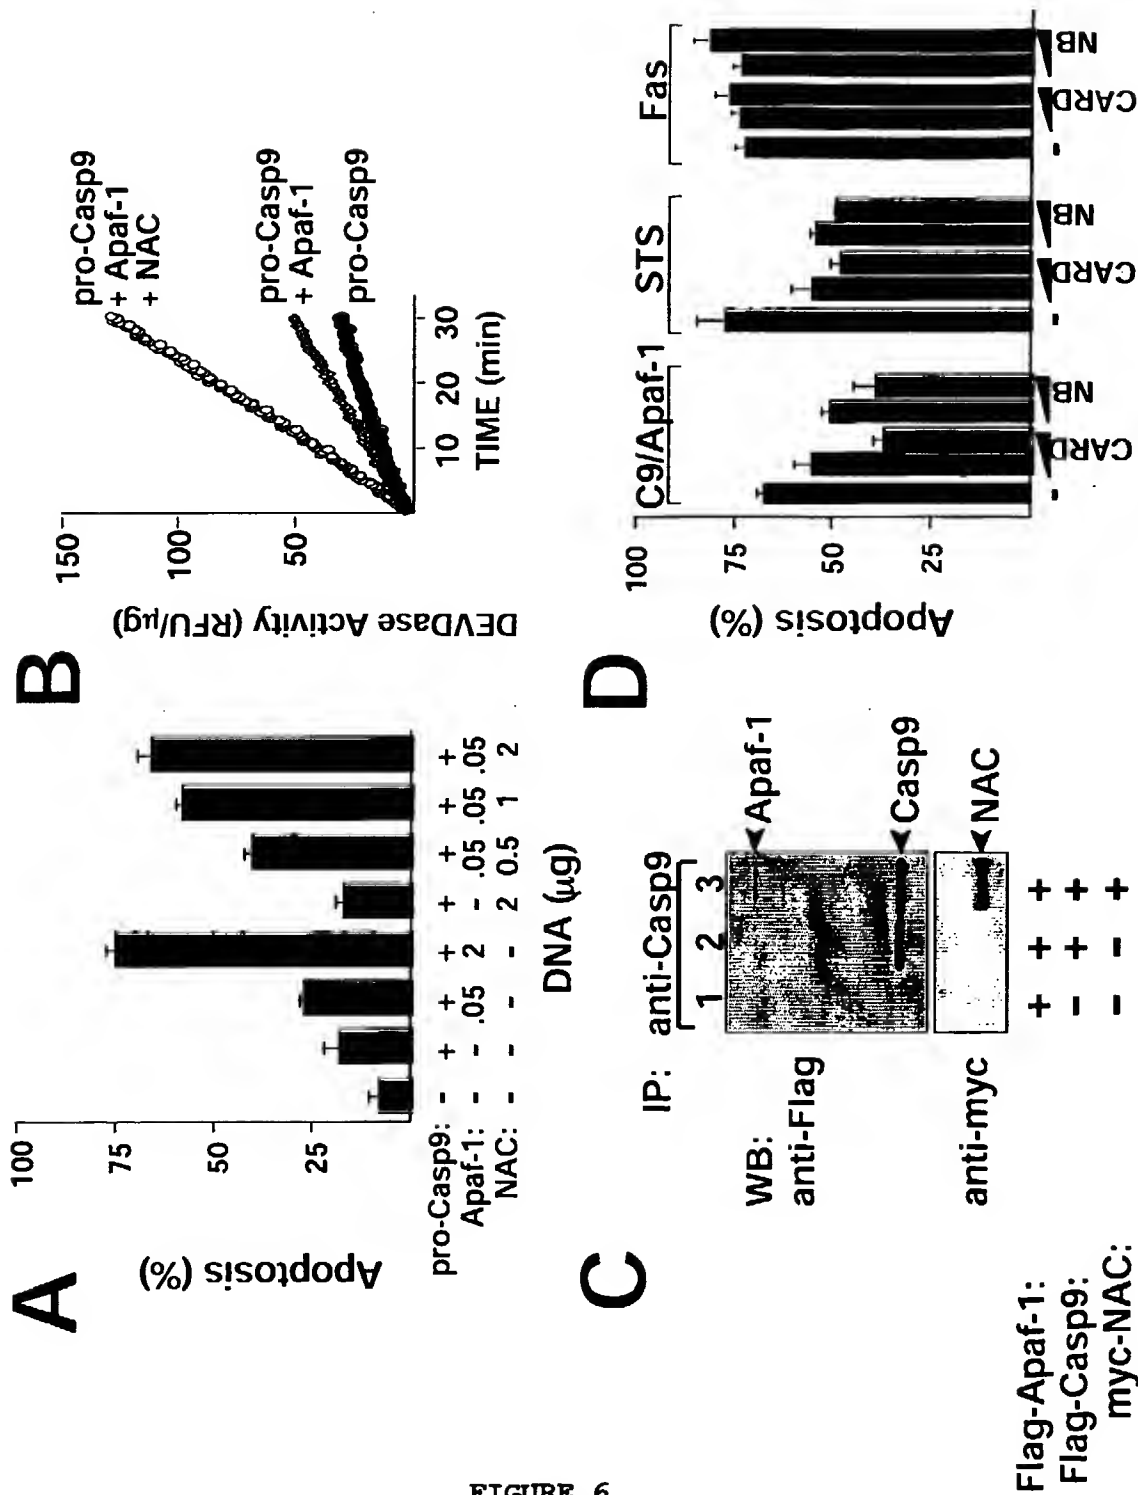 A
Apoptosis (%)
100
75
50
25
pro-Casp9: - + + + + + + +
Apaf-1: - - .05 2 - .05 .05 .05
NAC: - - - - 2 0.5 1 2
DNA (µg)
B
DEVDase Activity (RFU/µg)
150
100
50
10 20 30
TIME (min)
pro-Casp9
+ Apaf-1
+ NAC
pro-Casp9
+ Apaf-1
pro-Casp9
C
IP: anti-Casp9
1 2 3
WB:
anti-Flag
Apaf-1
Casp9
anti-myc
NAC
Flag-Apaf-1: + + +
Flag-Casp9: - + +
myc-NAC: - - +
D
Apoptosis (%)
100
75
50
25
C9/Apaf-1 STS Fas
- CARD NB - CARD NB - CARD NB
FIGURE 6